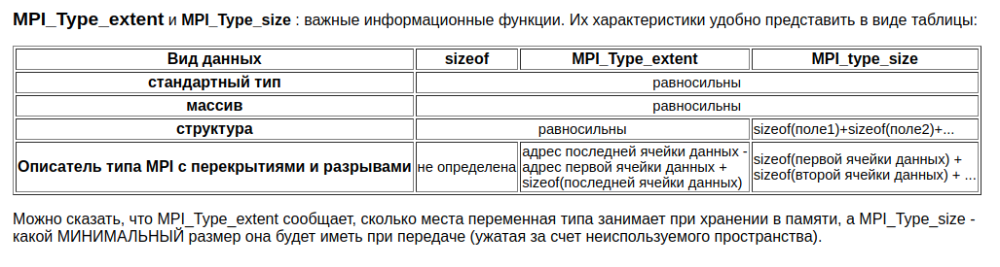 MPI_Type_extent и MPI_Type_size : важные информационные функции. Их характеристики удобно представить в виде таблицы:
Вид данных sizeof MPI_Type_extent MPI_type_size
стандартный тип равносильны
массив равносильны
структура равносильны sizeof(поле1)+sizeof(поле2)+...
Описатель типа MPI с перекрытиями и разрывами не определена
адрес последней ячейки данных -
адрес первой ячейки данных +
sizeof(последней ячейки данных)
sizeof(первой ячейки данных) +
sizeof(второй ячейки данных) + ...
Можно сказать, что MPI_Type_extent сообщает, сколько места переменная типа занимает при хранении в памяти, а MPI_Type_size -
какой МИНИМАЛЬНЫЙ размер она будет иметь при передаче (ужатая за счет неиспользуемого пространства).